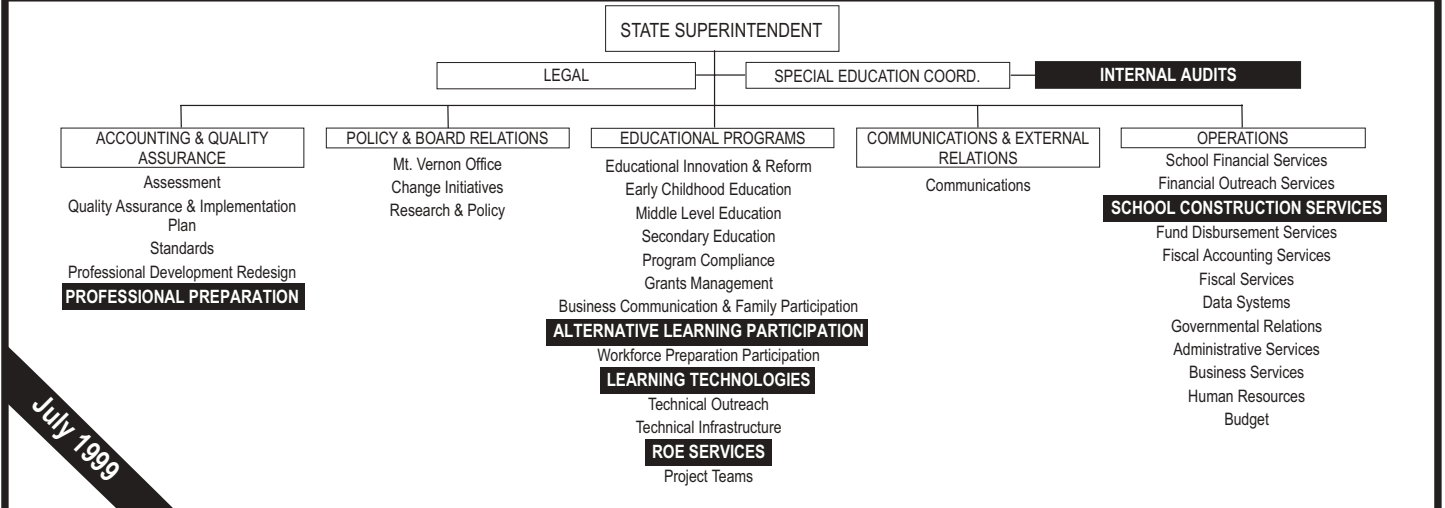 STATE SUPERINTENDENT
LEGAL
SPECIAL EDUCATION COORD.
INTERNAL AUDITS
ACCOUNTING & QUALITY
ASSURANCE
Assessment
Quality Assurance & Implementation
Plan
Standards
Professional Development Redesign
PROFESSIONAL PREPARATION
POLICY & BOARD RELATIONS
Mt. Vernon Office
Change Initiatives
Research & Policy
EDUCATIONAL PROGRAMS
Educational Innovation & Reform
Early Childhood Education
Middle Level Education
Secondary Education
Program Compliance
Grants Management
Business Communication & Family Participation
ALTERNATIVE LEARNING PARTICIPATION
Workforce Preparation Participation
LEARNING TECHNOLOGIES
Technical Outreach
Technical Infrastructure
ROE SERVICES
Project Teams
COMMUNICATIONS & EXTERNAL
RELATIONS
Communications
OPERATIONS
School Financial Services
Financial Outreach Services
SCHOOL CONSTRUCTION SERVICES
Fund Disbursement Services
Fiscal Accounting Services
Fiscal Services
Data Systems
Governmental Relations
Administrative Services
Business Services
Human Resources
Budget
July 1999